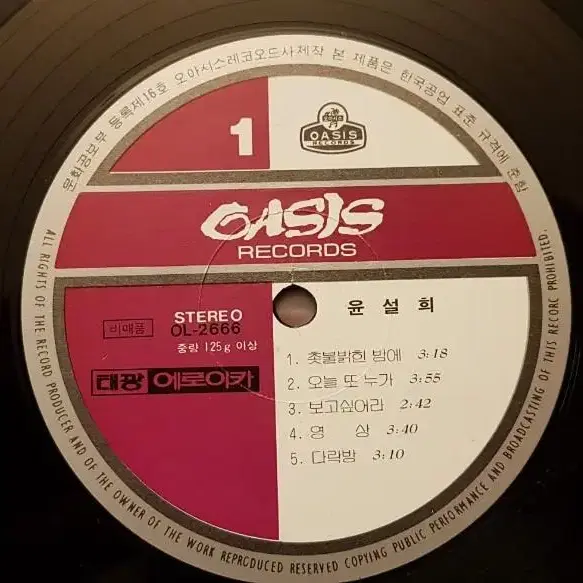 문화공보부 등록제16호 오아시스레코오드사제작 본 제품은 한국공업 표준 규격에 준함
1
OASIS
RECORDS
OASIS
RECORDS
비매품
STEREO
OL-2666
중량 125g 이상
태광 에로이카
윤설희
1. 촛불밝힌 밤에 3:18
2. 오늘 또 누가 3:55
3. 보고싶어라 2:42
4. 영 상 3:40
5. 다락방 3:10
ALL RIGHTS OF THE RECORD PRODUCER AND OF THE OWNER OF THE WORK REPRODUCED RESERVED COPYING PUBLIC PERFORMANCE AND BROADCASTING OF THIS RECORC PROHIBITED.